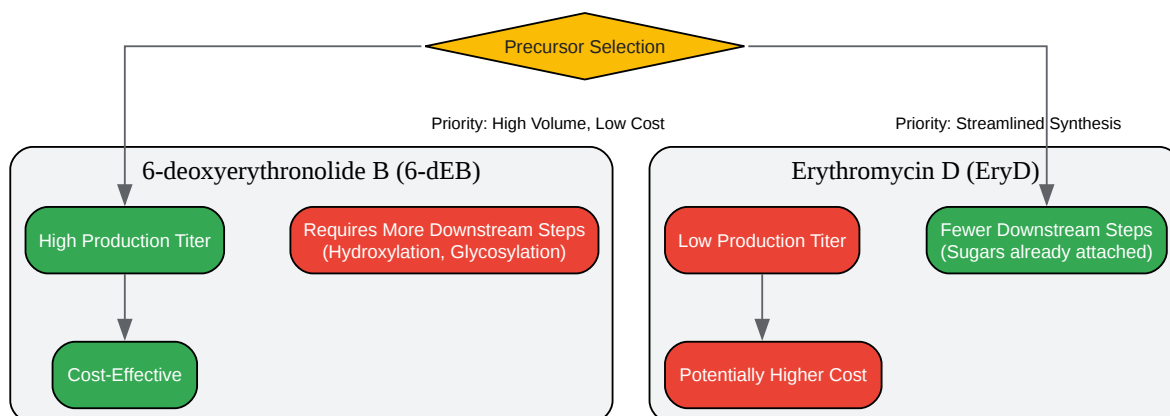 Precursor Selection
Priority: High Volume, Low Cost
Priority: Streamlined Synthesis
6-deoxyerythronolide B (6-dEB)
High Production Titer
Requires More Downstream Steps
(Hydroxylation, Glycosylation)
Cost-Effective
Erythromycin D (EryD)
Low Production Titer
Fewer Downstream Steps
(Sugars already attached)
Potentially Higher Cost